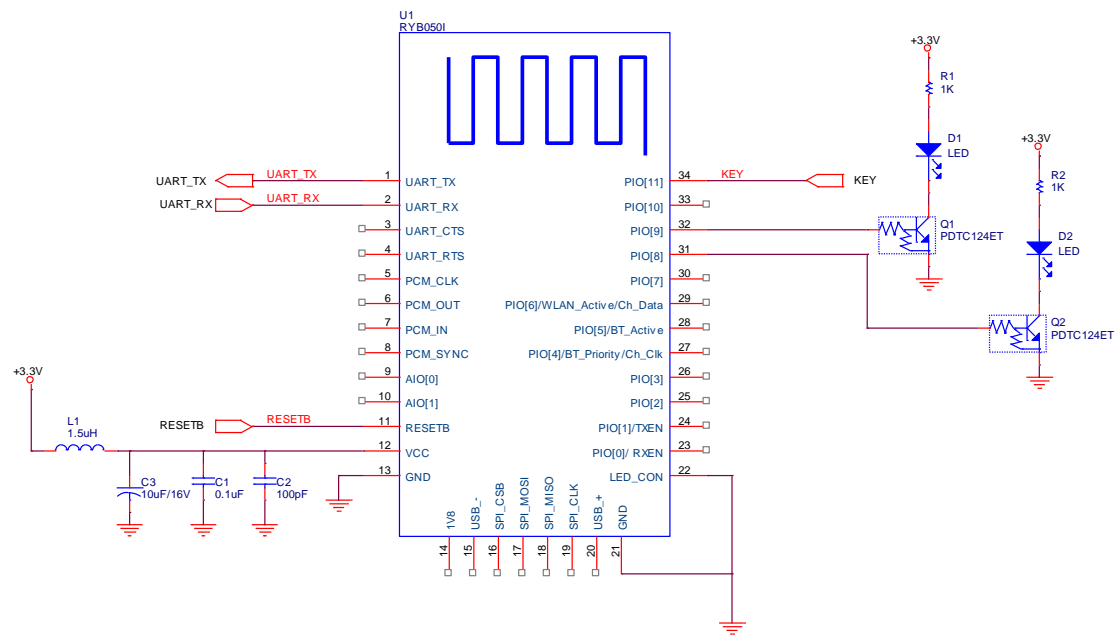 U1
RYB050I
+3.3V
R1
1K
D1
LED
+3.3V
R2
1K
Q1
PDTC124ET
D2
LED
Q2
PDTC124ET
UART_TX
UART_TX
1
UART_TX
UART_RX
UART_RX
2
UART_RX
3
UART_CTS
4
UART_RTS
5
PCM_CLK
6
PCM_OUT
7
PCM_IN
8
PCM_SYNC
9
AIO[0]
10
AIO[1]
RESETB
RESETB
11
RESETB
12
VCC
13
GND
PIO[11]
34
KEY
KEY
PIO[10]
33
PIO[9]
32
PIO[8]
31
PIO[7]
30
PIO[6]/WLAN_Active/Ch_Data
29
PIO[5]/BT_Active
28
PIO[4]/BT_Priority/Ch_Clk
27
PIO[3]
26
PIO[2]
25
PIO[1]/TXEN
24
PIO[0]/ RXEN
23
LED_CON
22
+3.3V
L1
1.5uH
C3
10uF/16V
C1
0.1uF
C2
100pF
1V8
14
USB_-
15
SPI_CSB
16
SPI_MOSI
17
SPI_MISO
18
SPI_CLK
19
USB_+
20
GND
21